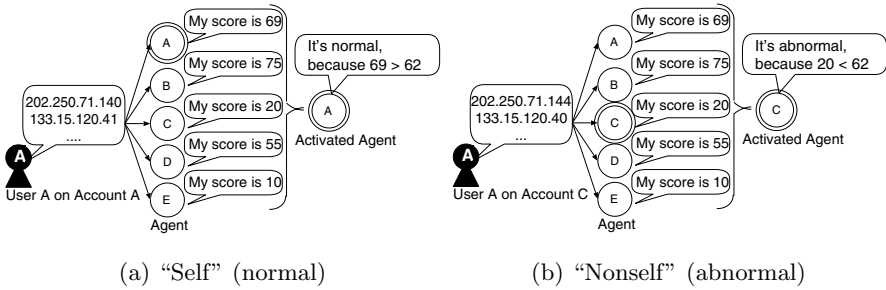 My score is 69
A
My score is 75
B
My score is 20
C
My score is 55
D
My score is 10
E
Agent
202.250.71.140
133.15.120.41
....
A
User A on Account A
It's normal,
because 69 > 62
A
Activated Agent
(a) “Self” (normal)
My score is 69
A
My score is 75
B
My score is 20
C
My score is 55
D
My score is 10
E
Agent
202.250.71.144
133.15.120.40
...
A
User A on Account C
It's abnormal,
because 20 < 62
C
Activated Agent
(b) “Nonself” (abnormal)